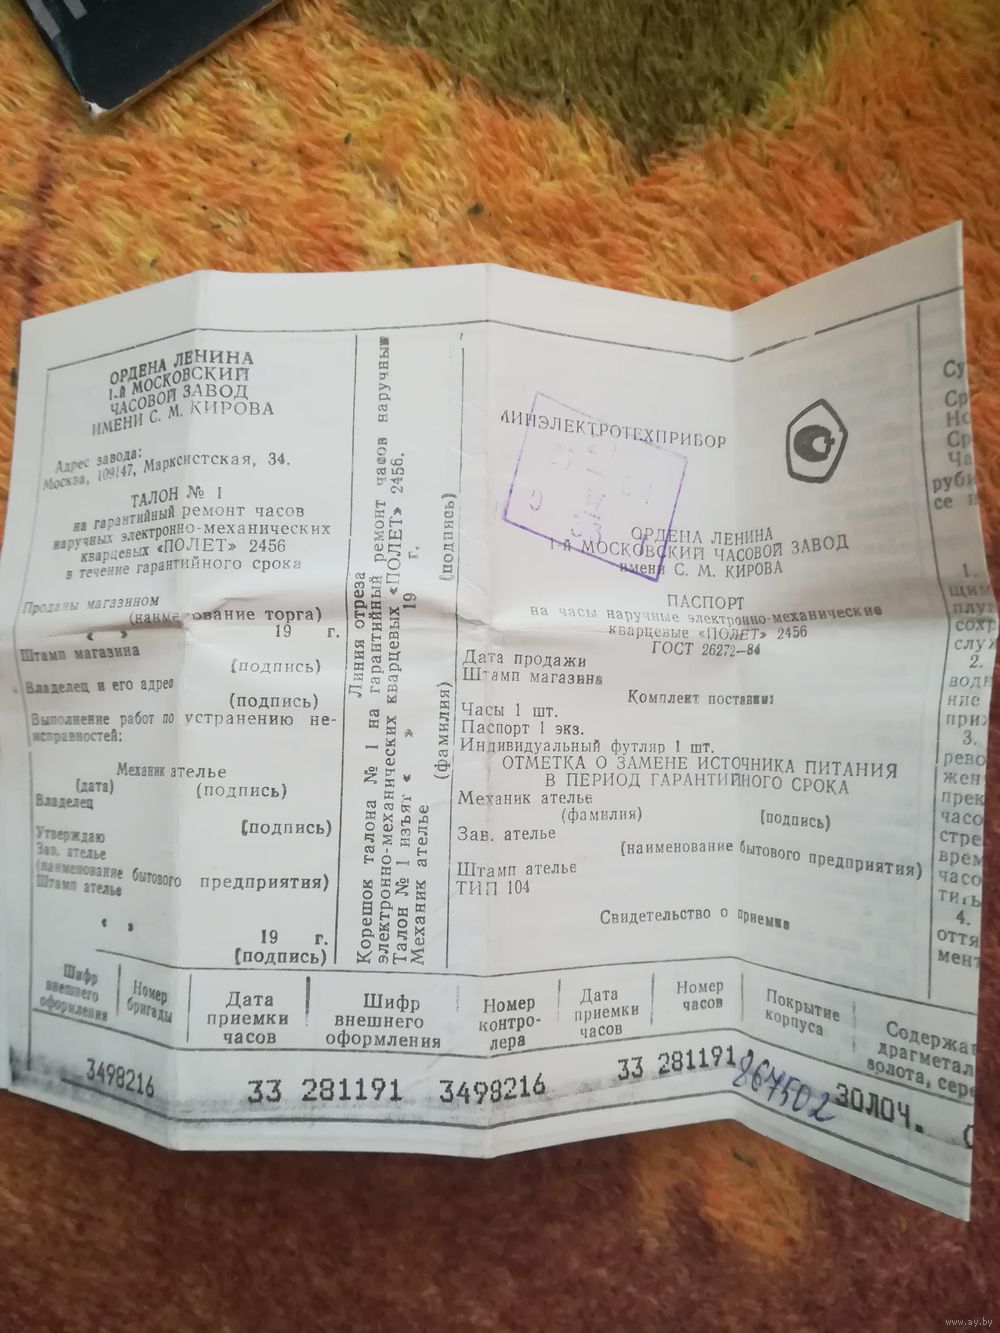 ОРДЕНА ЛЕНИНА
1-й МОСКОВСКИЙ
ЧАСОВОЙ ЗАВОД
ИМЕНИ С. М. КИРОВА
Адрес завода:
Москва, 109147, Марксистская, 34.
ТАЛОН № 1
на гарантийный ремонт часов
наручных электронно-механических
кварцевых «ПОЛЕТ» 2456
в течение гарантийного срока
Проданы магазином
(наименование торга)
« » 19 г.
Штамп магазина
(подпись)
Владелец и его адрес
(подпись)
Выполнение работ по устранению не-
исправностей:
Механик ателье
(дата) (подпись)
Владелец
(подпись)
Утверждаю
Зав. ателье
(наименование бытового предприятия)
Штамп ателье
« »
19 г.
(подпись)
Линия отреза
Корешок талона № 1 на гарантийный ремонт часов наручных
электронно-механических кварцевых «ПОЛЕТ» 2456.
Талон № 1 изъят « » 19 г.
Механик ателье (фамилия) (подпись)
МИНЭЛЕКТРОТЕХПРИБОР
ОРДЕНА ЛЕНИНА
1-й МОСКОВСКИЙ ЧАСОВОЙ ЗАВОД
имени С. М. КИРОВА
ПАСПОРТ
на часы наручные электронно-механические
кварцевые «ПОЛЕТ» 2456
ГОСТ 26272—84
Дата продажи
Штамп магазина
Комплект поставки:
Часы 1 шт.
Паспорт 1 экз.
Индивидуальный футляр 1 шт.
ОТМЕТКА О ЗАМЕНЕ ИСТОЧНИКА ПИТАНИЯ
В ПЕРИОД ГАРАНТИЙНОГО СРОКА
Механик ателье
(фамилия) (подпись)
Зав. ателье
(наименование бытового предприятия)
Штамп ателье
ТИП 104
Свидетельство о приемке
Шифр внешнего оформления
Номер бригады
Дата приемки часов
Шифр внешнего оформления
Номер контро-
лера
Дата приемки часов
Номер часов
Покрытие корпуса
3498216 33 281191 3498216 33 281191 867502 ЗОЛОЧ.
www.ay.by